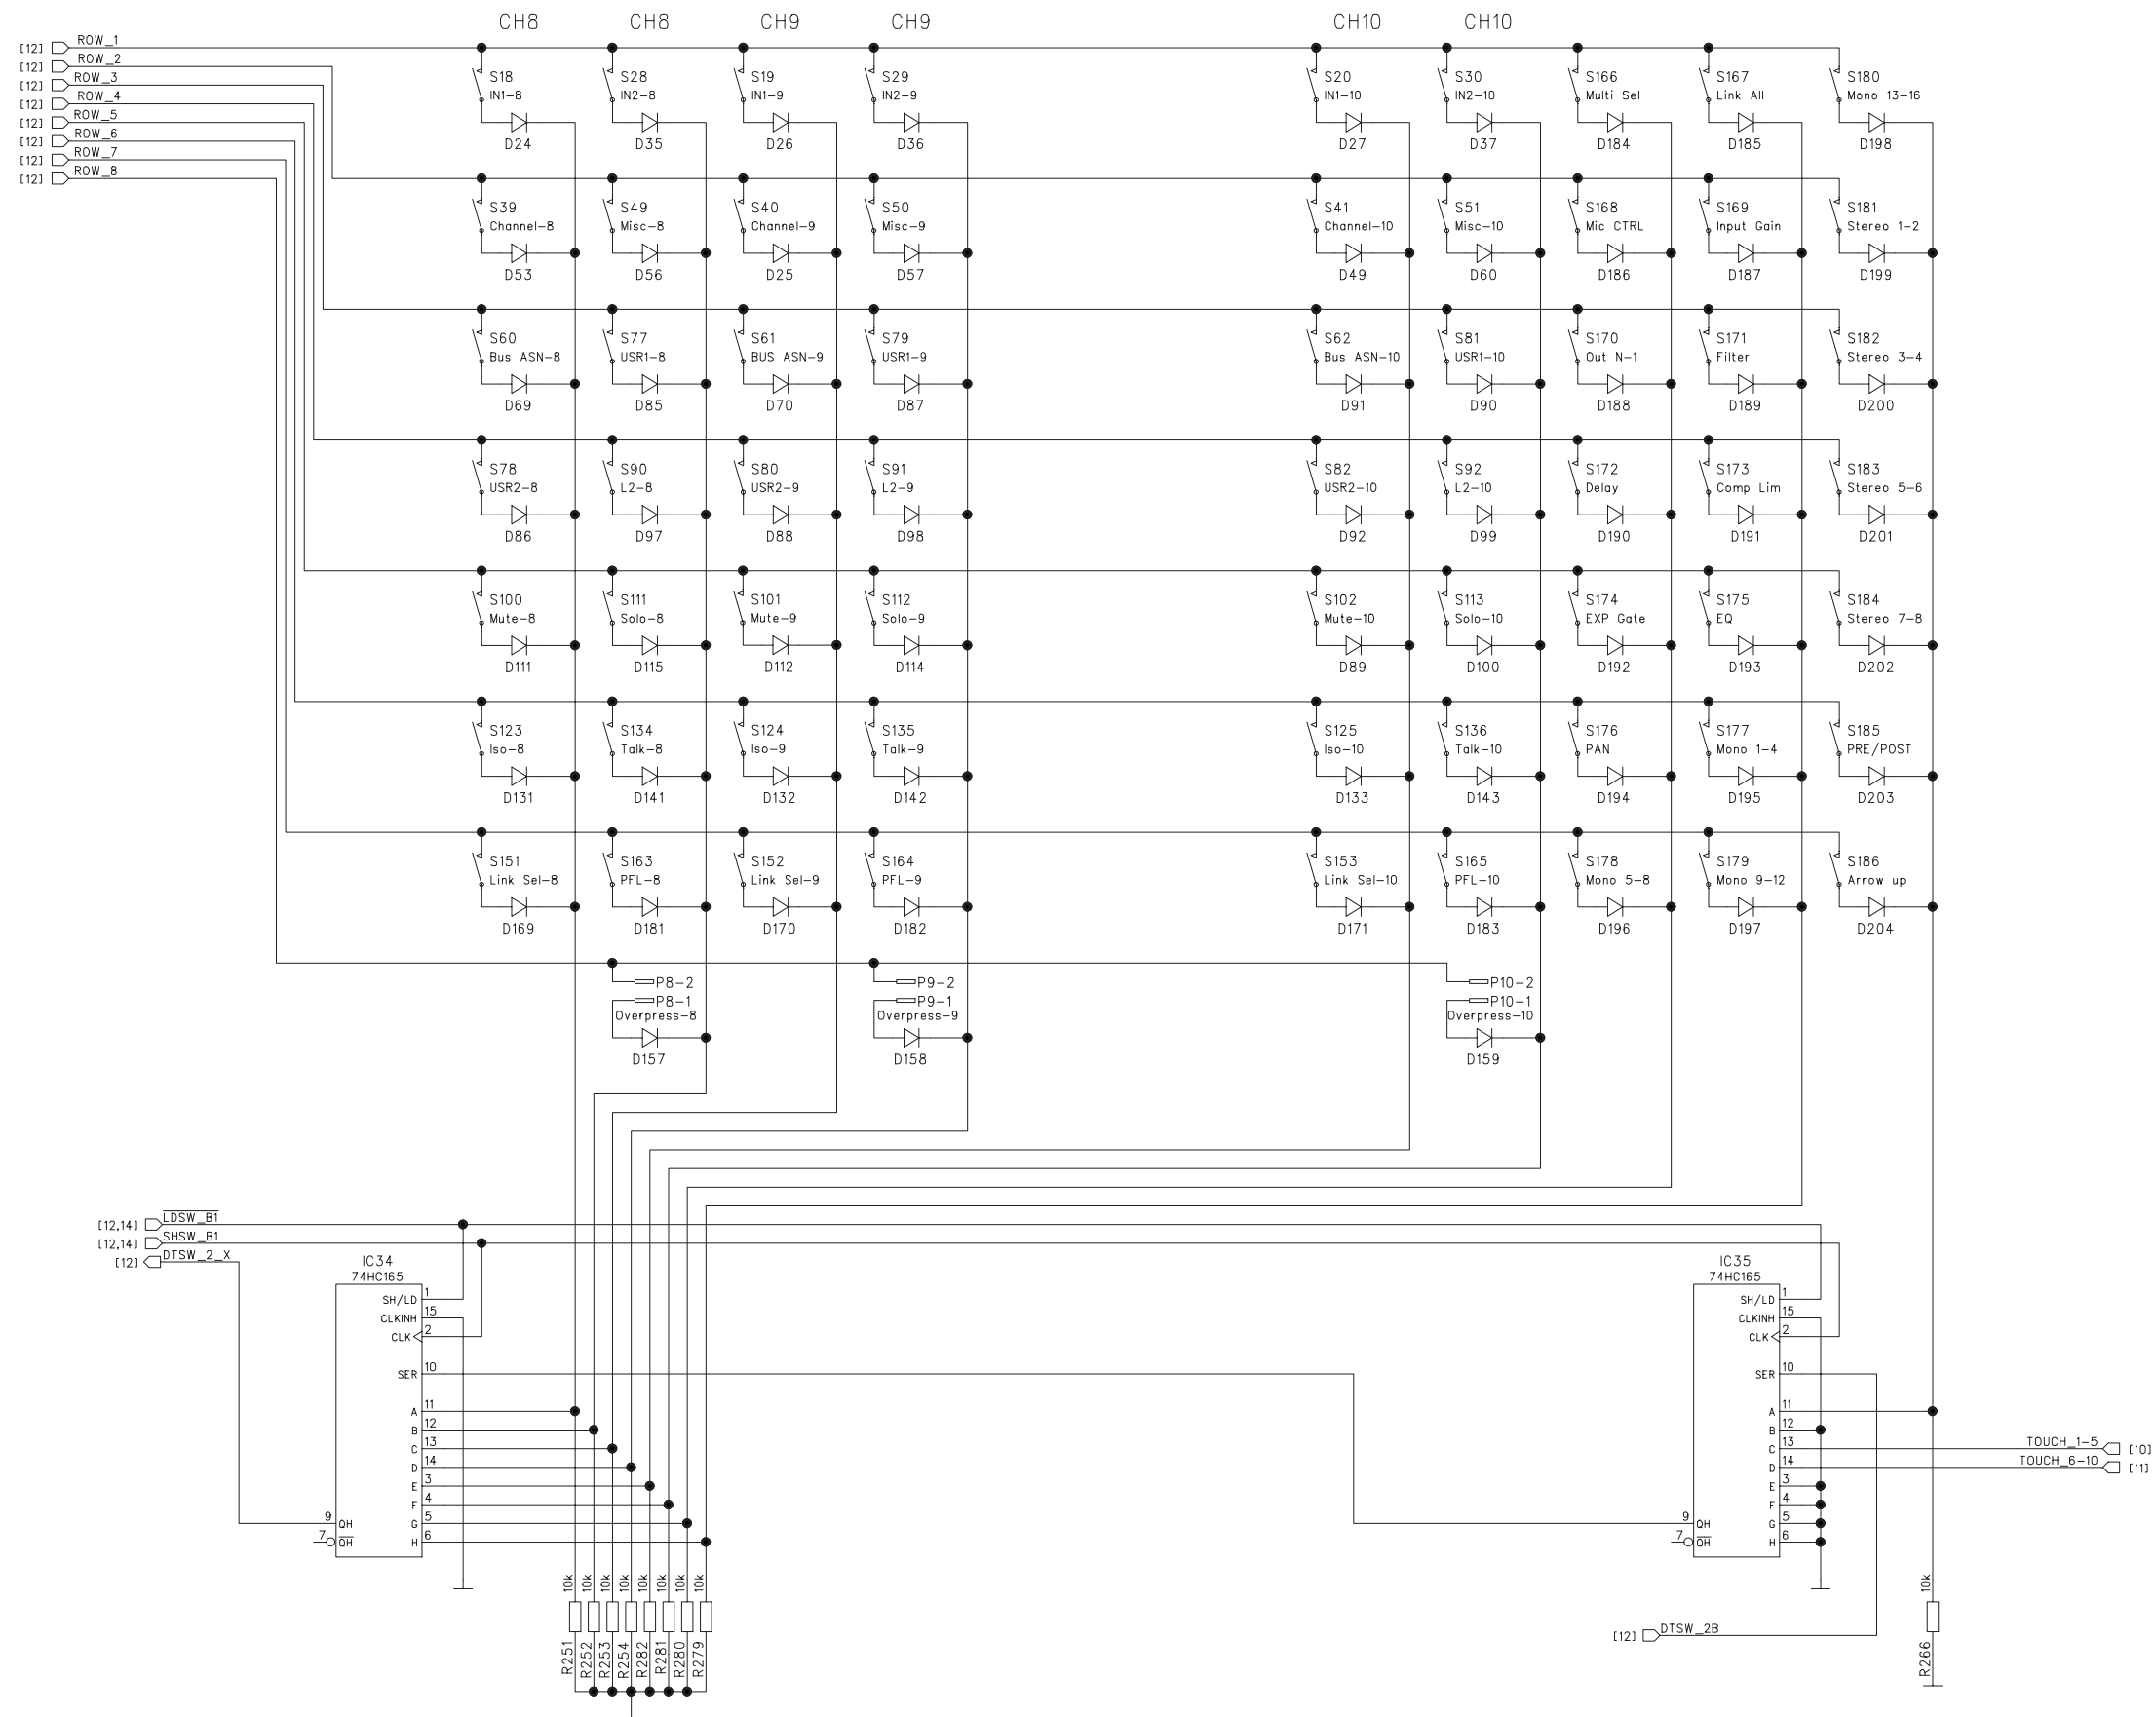 CH8 CH8 CH9 CH9 CH10 CH10
[12] ROW_1
[12] ROW_2
[12] ROW_3
[12] ROW_4
[12] ROW_5
[12] ROW_6
[12] ROW_7
[12] ROW_8
S18 S28 S19 S29 S20 S30 S166 S167 S180
IN1-8 IN2-8 IN1-9 IN2-9 IN1-10 IN2-10 Multi Sel Link All Mono 13-16
D24 D35 D26 D36 D27 D37 D184 D185 D198
S39 S49 S40 S50 S41 S51 S168 S169 S181
Channel-8 Misc-8 Channel-9 Misc-9 Channel-10 Misc-10 Mic CTRL Input Gain Stereo 1-2
D53 D56 D25 D57 D49 D60 D186 D187 D199
S60 S77 S61 S79 S62 S81 S170 S171 S182
Bus ASN-8 USR1-8 BUS ASN-9 USR1-9 Bus ASN-10 USR1-10 Out N-1 Filter Stereo 3-4
D69 D85 D70 D87 D91 D90 D188 D189 D200
S78 S90 S80 S91 S82 S92 S172 S173 S183
USR2-8 L2-8 USR2-9 L2-9 USR2-10 L2-10 Delay Comp Lim Stereo 5-6
D86 D97 D88 D98 D92 D99 D190 D191 D201
S100 S111 S101 S112 S102 S113 S174 S175 S184
Mute-8 Solo-8 Mute-9 Solo-9 Mute-10 Solo-10 EXP Gate EQ Stereo 7-8
D111 D115 D112 D114 D89 D100 D192 D193 D202
S123 S134 S124 S135 S125 S136 S176 S177 S185
Iso-8 Talk-8 Iso-9 Talk-9 Iso-10 Talk-10 PAN Mono 1-4 PRE/POST
D131 D141 D132 D142 D133 D143 D194 D195 D203
S151 S163 S152 S164 S153 S165 S178 S179 S186
Link Sel-8 PFL-8 Link Sel-9 PFL-9 Link Sel-10 PFL-10 Mono 5-8 Mono 9-12 Arrow up
D169 D181 D170 D182 D171 D183 D196 D197 D204
P8-2 P9-2 P10-2
P8-1 P9-1 P10-1
Overpress-8 Overpress-9 Overpress-10
D157 D158 D159
[12,14] LDSW_B1
[12,14] SHSW_B1
[12] DTSW_2_X
IC34
74HC165
SH/LD 1
CLKINH 15
CLK 2
SER 10
A 11
B 12
C 13
D 14
E 3
F 4
9 QH G 5
7 QH H 6
IC35
74HC165
SH/LD 1
CLKINH 15
CLK 2
SER 10
A 11
B 12
C 13 TOUCH_1-5 [10]
D 14 TOUCH_6-10 [11]
E 3
F 4
9 QH G 5
7 QH H 6
10k 10k 10k 10k 10k 10k 10k 10k 10k
R251 R252 R253 R254 R282 R281 R280 R279 R266
[12] DTSW_2B